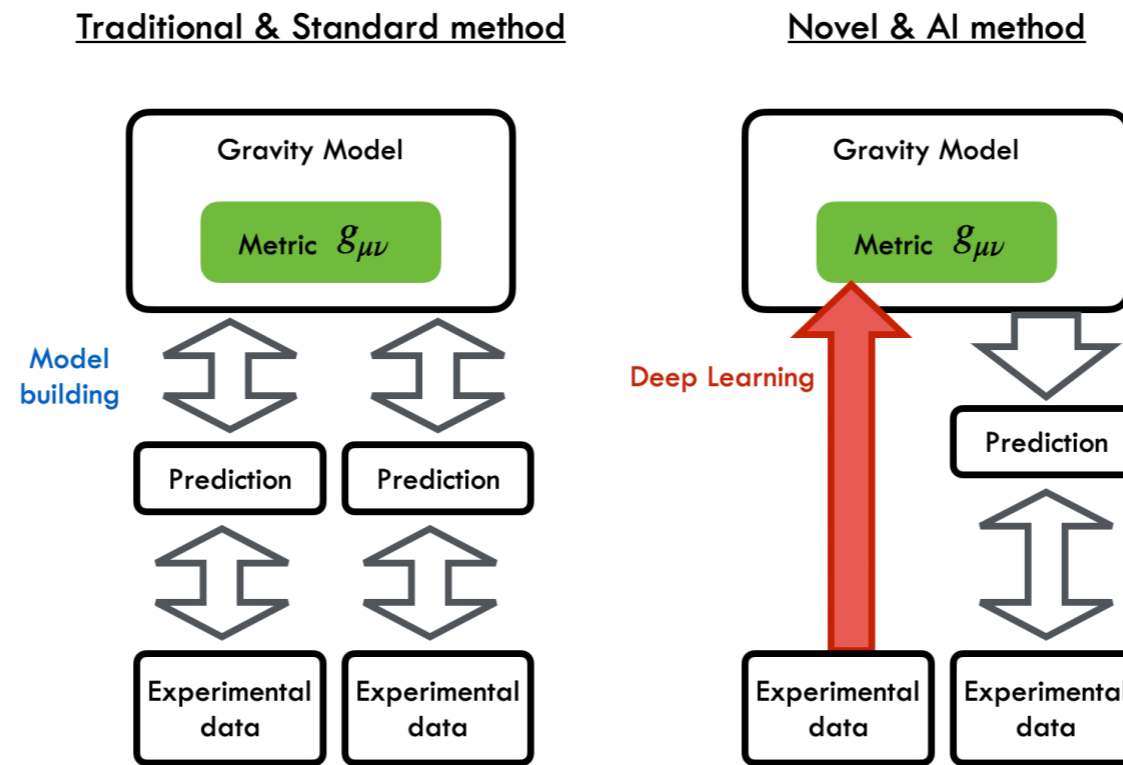 Traditional & Standard method
Gravity Model
Metric gμν
Model
building
Prediction
Prediction
Experimental
data
Experimental
data
Novel & AI method
Gravity Model
Metric gμν
Deep Learning
Prediction
Experimental
data
Experimental
data